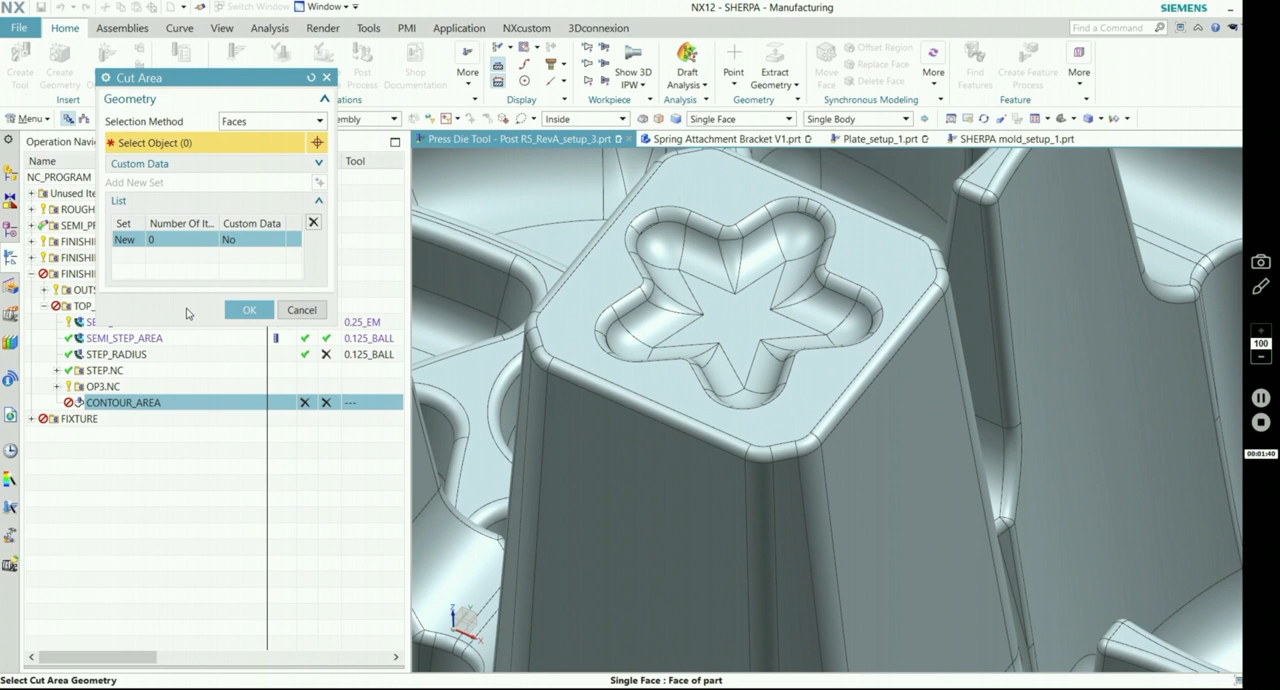 NX
Switch Window
Window
NX12 - SHERPA - Manufacturing
SIEMENS
File
Home
Assemblies
Curve
View
Analysis
Render
Tools
PMI
Application
NXcustom
3Dconnexion
Find a Command
Create Tool
Create Geometry
Post Process
Shop Documentation
More
Show 3D IPW
Draft Analysis
Point
Extract Geometry
Move Face
Offset Region
Replace Face
Delete Face
More
Find Features
Create Feature Process
More
Insert
Display
Workpiece
Analysis
Geometry
Synchronous Modeling
Feature
Menu
Inside
Single Face
Single Body
Press Die Tool - Post R5_RevA_setup_3.prt
Spring Attachment Bracket V1.prt
Plate_setup_1.prt
SHERPA mold_setup_1.prt
Cut Area
Geometry
Selection Method
Faces
* Select Object (0)
Custom Data
Add New Set
List
Set
Number Of It...
Custom Data
New
0
No
OK
Cancel
Name
Tool
NC_PROGRAM
Unused Ite
ROUGH
SEMI_P
FINISHI
FINISHI
FINISHI
OUTS
TOP_
0.25_EM
SEMI_STEP_AREA
0.125_BALL
STEP_RADIUS
0.125_BALL
STEP.NC
OP3.NC
CONTOUR_AREA
---
FIXTURE
Z
X
100
00:01:40
Select Cut Area Geometry
Single Face : Face of part